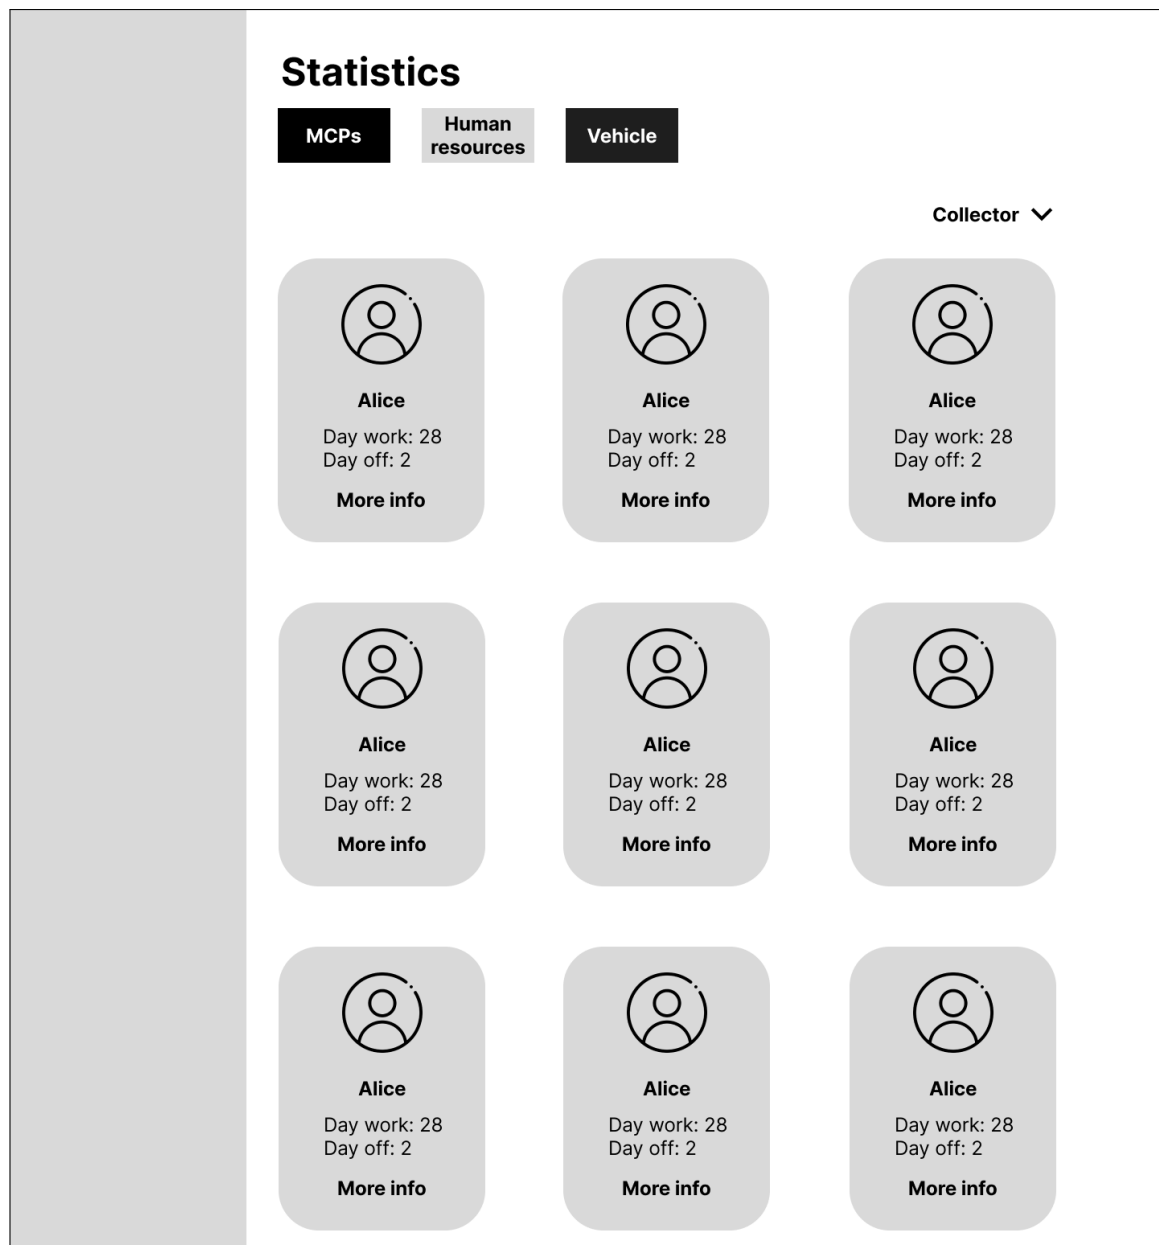 Statistics
MCPs
Human
resources
Vehicle
Collector
Alice
Day work: 28
Day off: 2
More info
Alice
Day work: 28
Day off: 2
More info
Alice
Day work: 28
Day off: 2
More info
Alice
Day work: 28
Day off: 2
More info
Alice
Day work: 28
Day off: 2
More info
Alice
Day work: 28
Day off: 2
More info
Alice
Day work: 28
Day off: 2
More info
Alice
Day work: 28
Day off: 2
More info
Alice
Day work: 28
Day off: 2
More info